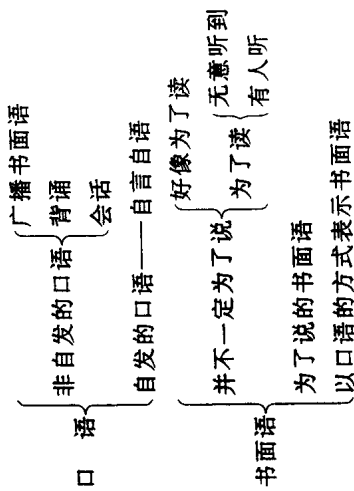 广播书面语
非自发的口语 背诵
口语
会话
自发的口语——自言自语
好像为了读
并不一定为了说
无意听到
为了读
有人听
书面语
为了说的书面语
以口语的方式表示书面语